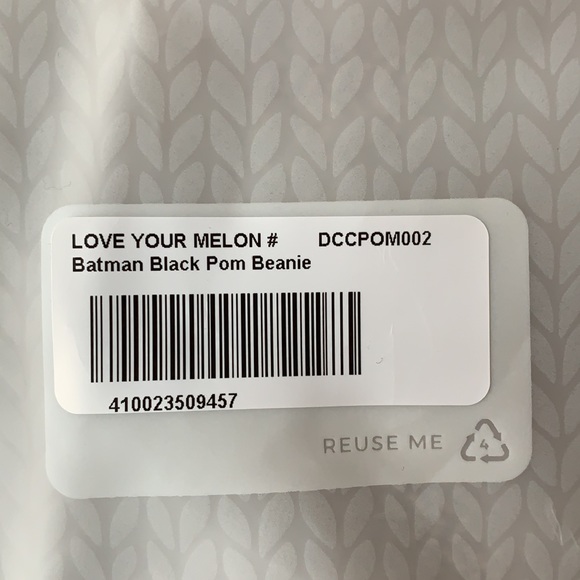 LOVE YOUR MELON # DCCPOM002
Batman Black Pom Beanie
410023509457
REUSE ME 4